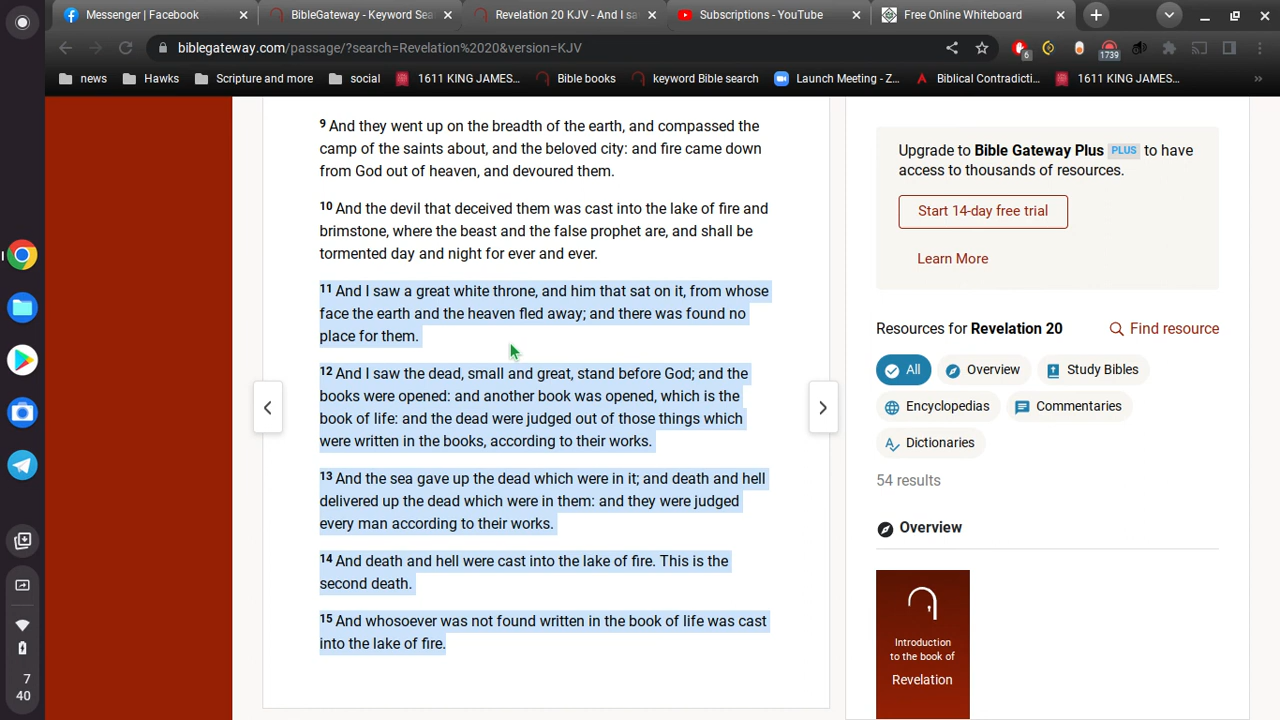 Messenger | Facebook
BibleGateway - Keyword Sea
Revelation 20 KJV - And I sa
Subscriptions - YouTube
Free Online Whiteboard
biblegateway.com/passage/?search=Revelation%2020&version=KJV
6
1739
news
Hawks
Scripture and more
social
1611 KING JAMES...
Bible books
keyword Bible search
Launch Meeting - Z...
Biblical Contradicti...
1611 KING JAMES...
»
9 And they went up on the breadth of the earth, and compassed the
camp of the saints about, and the beloved city: and fire came down
from God out of heaven, and devoured them.
10 And the devil that deceived them was cast into the lake of fire and
brimstone, where the beast and the false prophet are, and shall be
tormented day and night for ever and ever.
11 And I saw a great white throne, and him that sat on it, from whose
face the earth and the heaven fled away; and there was found no
place for them.
12 And I saw the dead, small and great, stand before God; and the
books were opened: and another book was opened, which is the
book of life: and the dead were judged out of those things which
were written in the books, according to their works.
13 And the sea gave up the dead which were in it; and death and hell
delivered up the dead which were in them: and they were judged
every man according to their works.
14 And death and hell were cast into the lake of fire. This is the
second death.
15 And whosoever was not found written in the book of life was cast
into the lake of fire.
Upgrade to Bible Gateway Plus PLUS to have
access to thousands of resources.
Start 14-day free trial
Learn More
Resources for Revelation 20
Find resource
All
Overview
Study Bibles
Encyclopedias
Commentaries
Dictionaries
54 results
Overview
Introduction
to the book of
Revelation
7
40